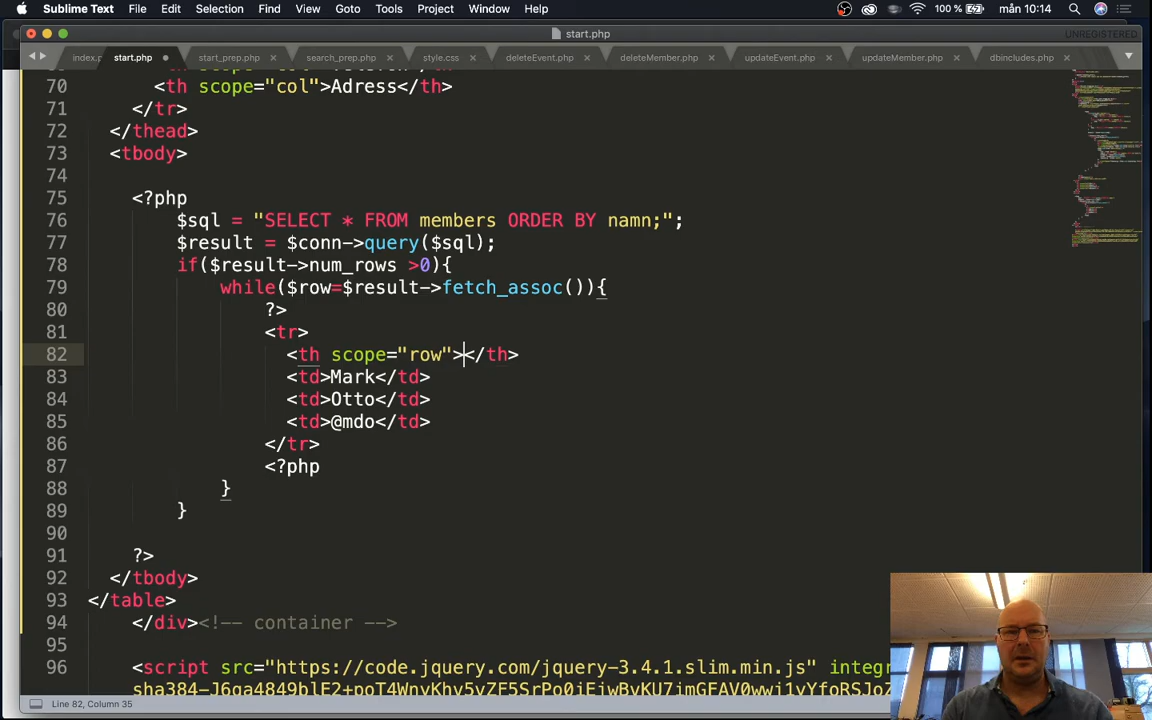 Sublime Text File Edit Selection Find View Goto Tools Project Window Help 100 % mån 10:14
start.php UNREGISTERED
index.p start.php start_prep.php search_prep.php style.css deleteEvent.php deleteMember.php updateEvent.php updateMember.php dbincludes.php
70 <th scope="col">Adress</th>
71 </tr>
72 </thead>
73 <tbody>
74
75 <?php
76 $sql = "SELECT * FROM members ORDER BY namn;";
77 $result = $conn->query($sql);
78 if($result->num_rows >0){
79 while($row=$result->fetch_assoc()){
80 ?>
81 <tr>
82 <th scope="row"></th>
83 <td>Mark</td>
84 <td>Otto</td>
85 <td>@mdo</td>
86 </tr>
87 <?php
88 }
89 }
90
91 ?>
92 </tbody>
93 </table>
94 </div><!-- container -->
95
96 <script src="https://code.jquery.com/jquery-3.4.1.slim.min.js" integr
Line 82, Column 35